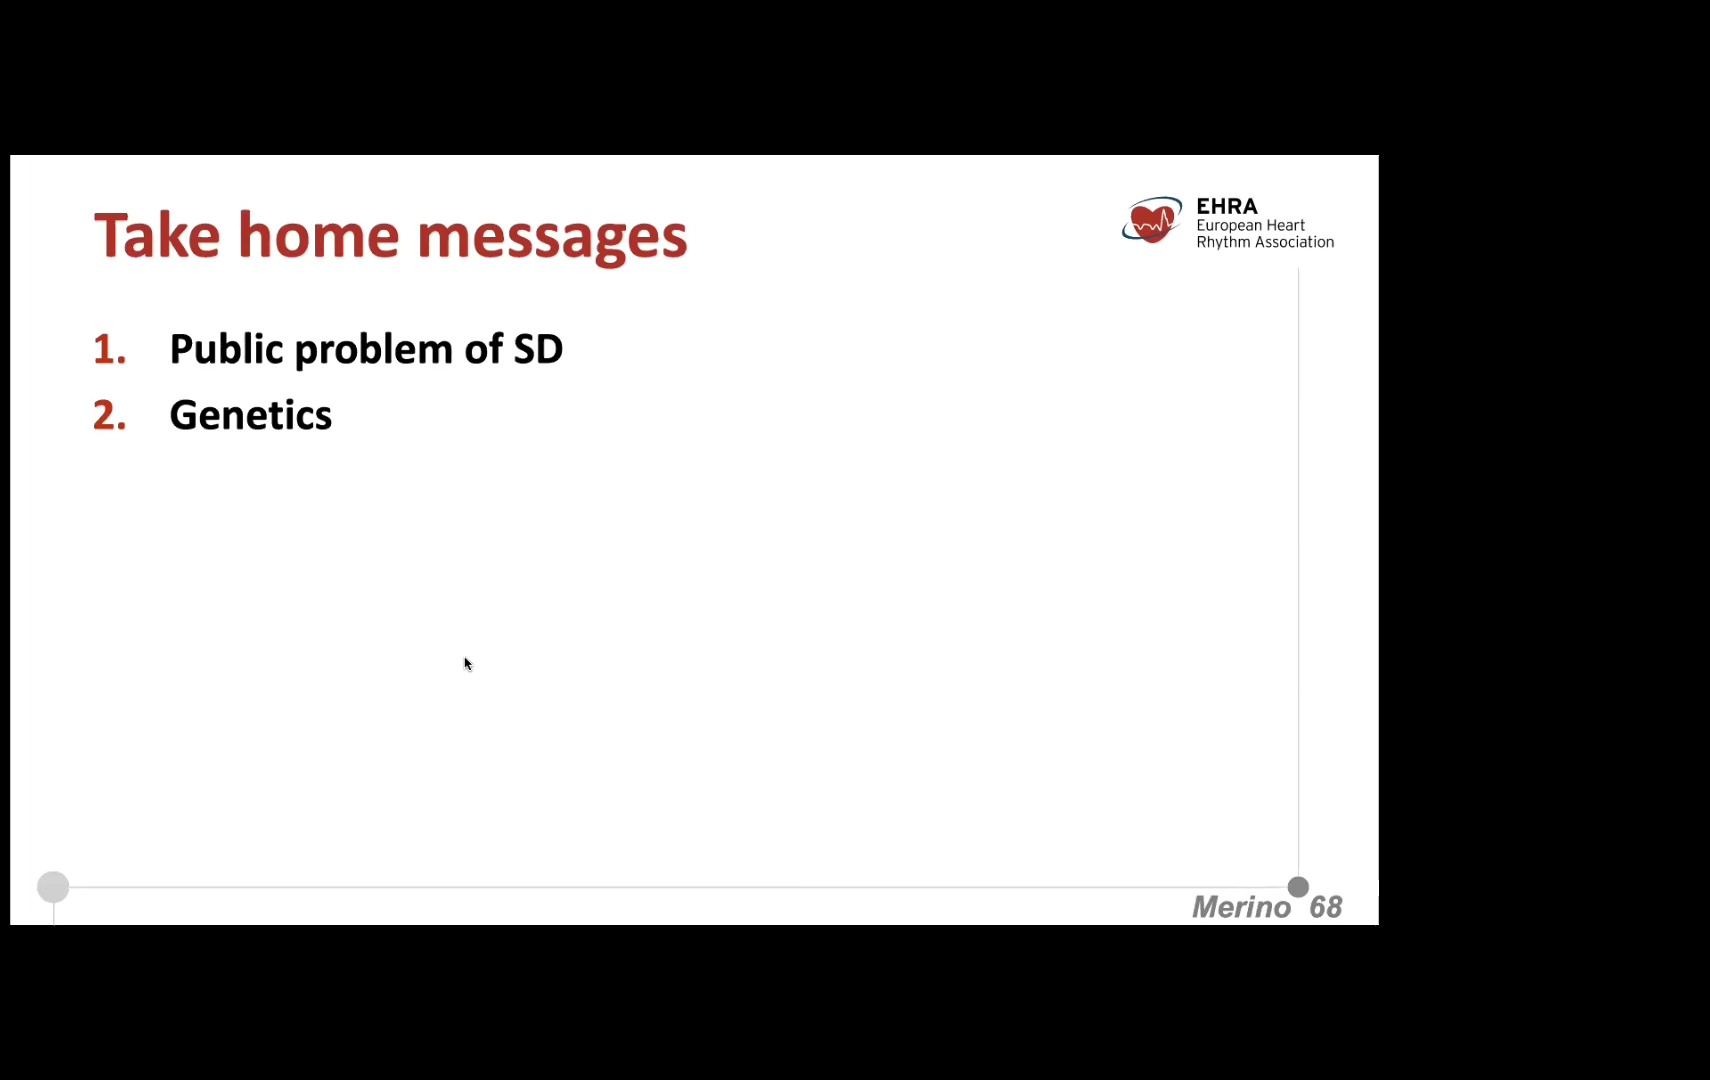 Take home messages
EHRA
European Heart
Rhythm Association
1. Public problem of SD
2. Genetics
Merino 68